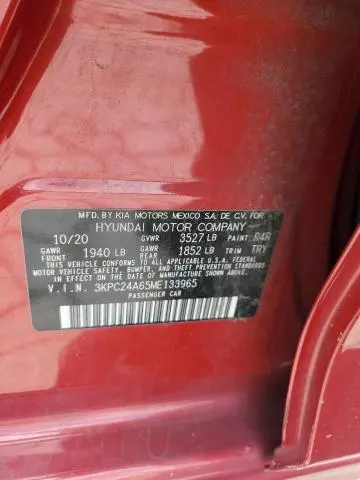 MFD. BY KIA MOTORS MEXICO S.A. DE C.V. FOR
HYUNDAI MOTOR COMPANY
10/20 GVWR 3527 LB PAINT R4R
GAWR FRONT 1940 LB GAWR REAR 1852 LB TRIM TRY
THIS VEHICLE CONFORMS TO ALL APPLICABLE U.S. FEDERAL MOTOR VEHICLE
SAFETY, BUMPER, AND THEFT PREVENTION STANDARDS
IN EFFECT ON THE DATE OF MANUFACTURE SHOWN ABOVE.
V.I.N. 3KPC24A65ME133965
PASSENGER CAR